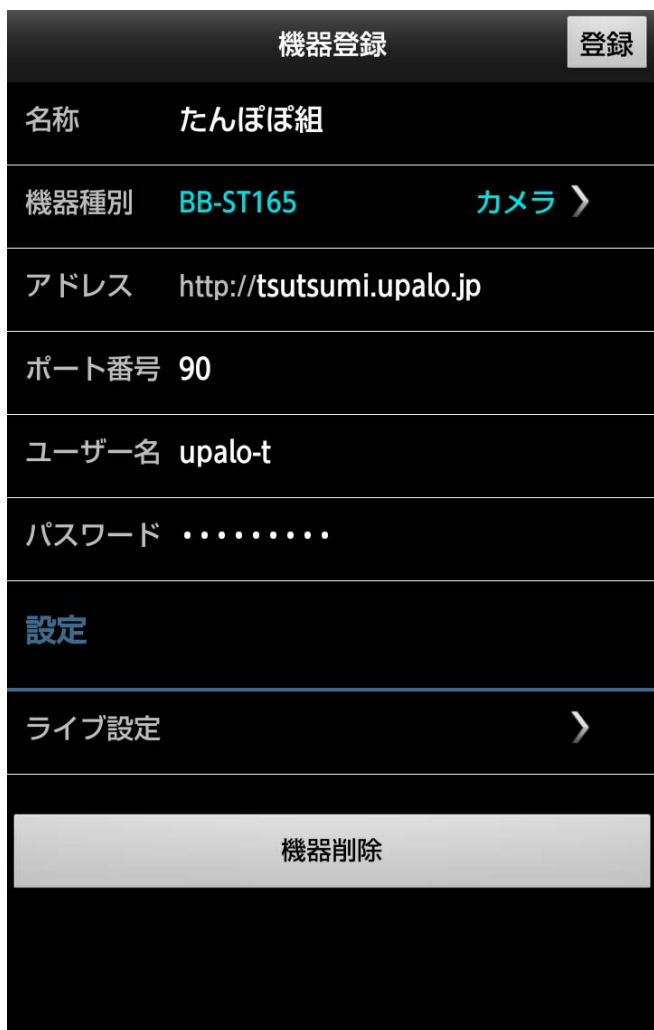 機器登録 登録
名称 たんぽぽ組
機器種別 BB-ST165 カメラ 》
アドレス http://tsutsumi.upalo.jp
ポート番号 90
ユーザー名 upalo-t
パスワード ・・・・・・・・・
設定
ライブ設定 》
機器削除